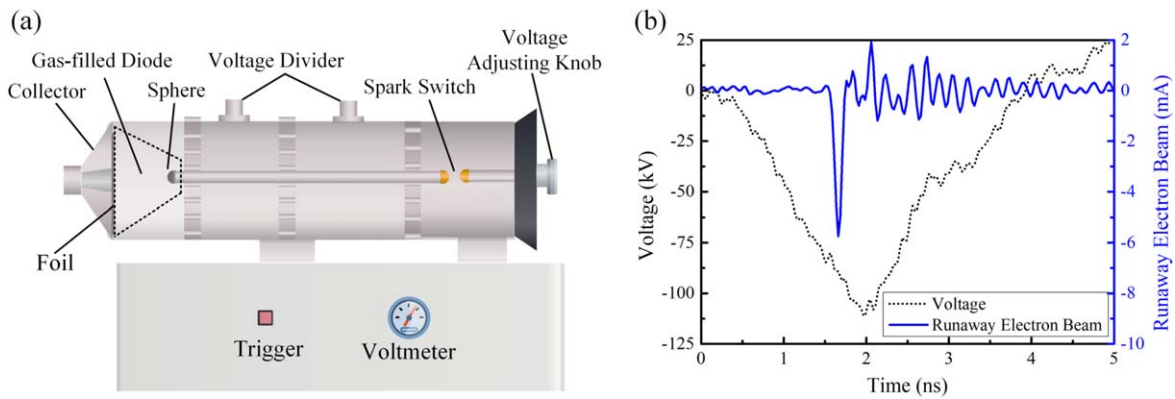 (a)
Gas-filled Diode
Collector
Sphere
Voltage Divider
Spark Switch
Voltage
Adjusting Knob
Foil
Trigger
Voltmeter
(b)
25
0
-25
-50
-75
-100
-125
Voltage (kV)
2
0
-2
-4
-6
-8
-10
Runaway Electron Beam (mA)
Voltage
Runaway Electron Beam
0
1
2
3
4
5
Time (ns)